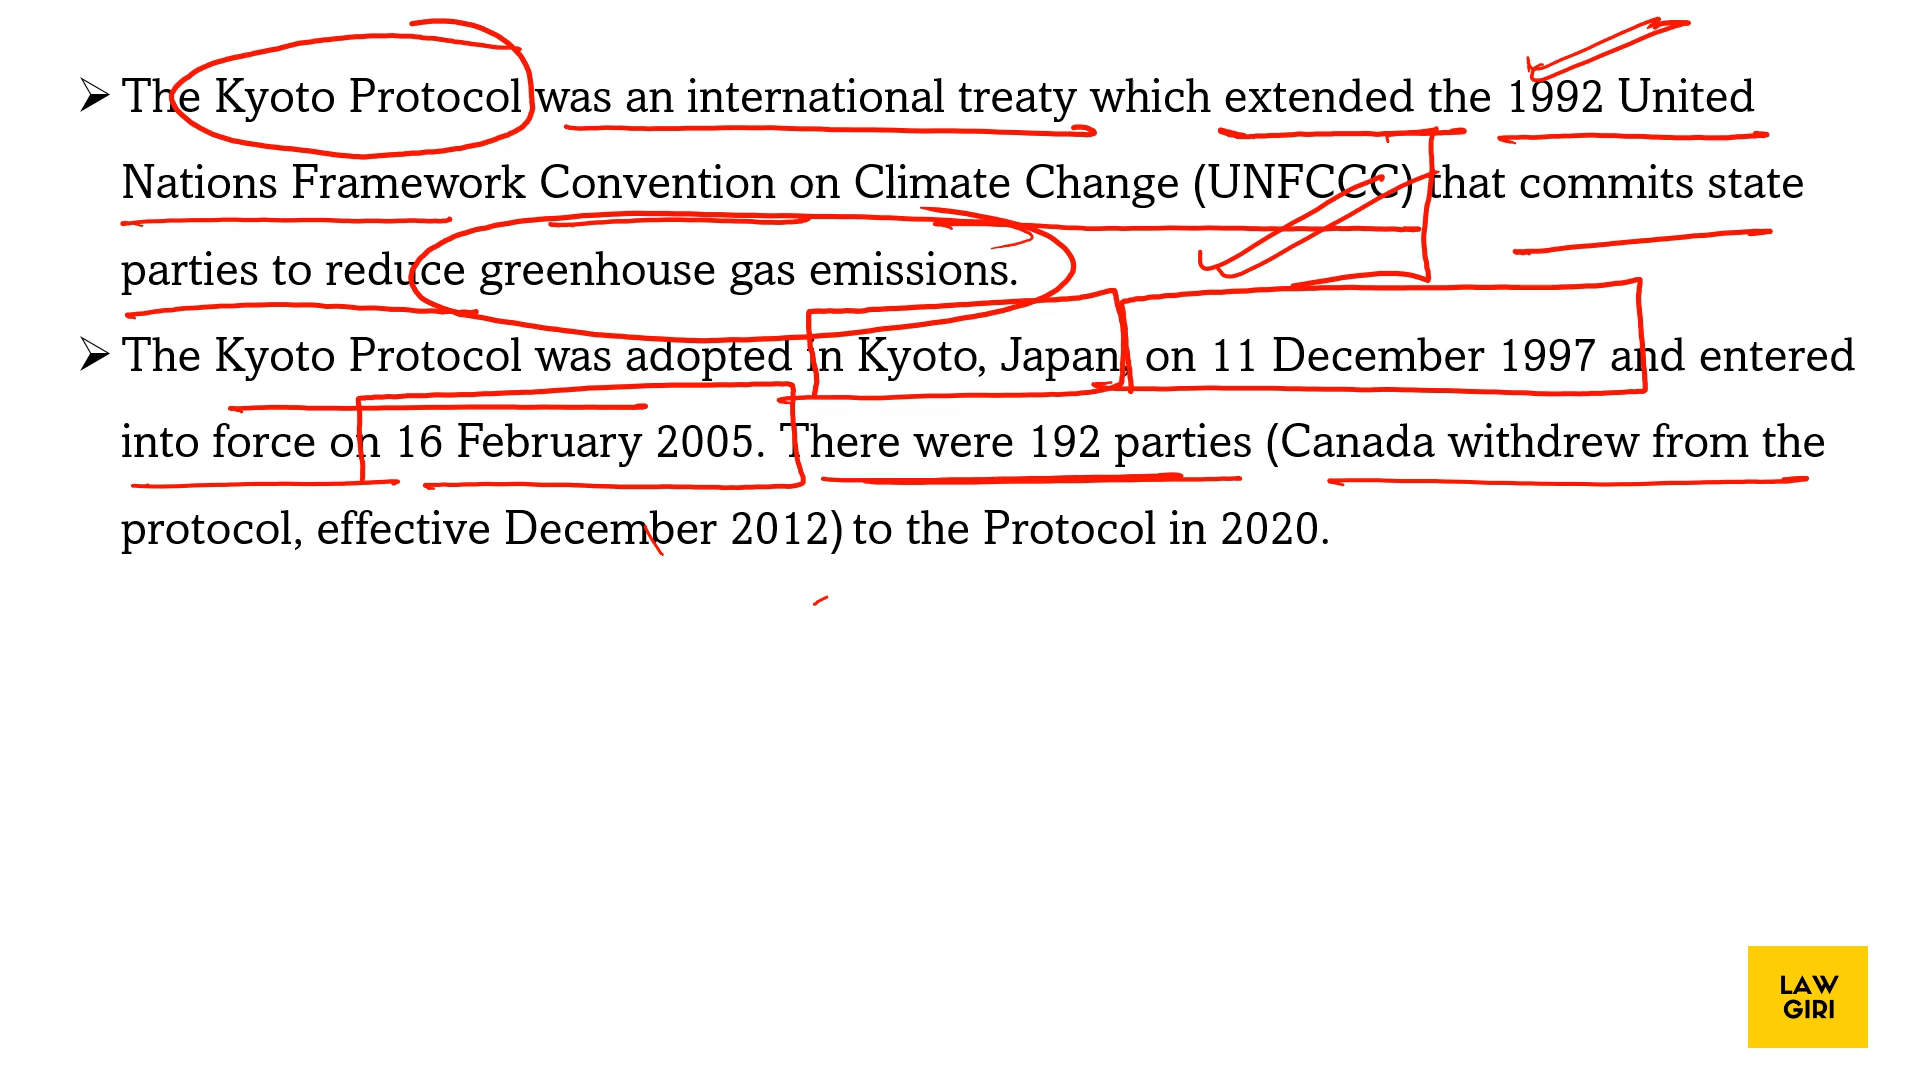 ➢ The Kyoto Protocol was an international treaty which extended the 1992 United
Nations Framework Convention on Climate Change (UNFCCC) that commits state
parties to reduce greenhouse gas emissions.
➢ The Kyoto Protocol was adopted in Kyoto, Japan, on 11 December 1997 and entered
into force on 16 February 2005. There were 192 parties (Canada withdrew from the
protocol, effective December 2012) to the Protocol in 2020.
LAW
GIRI